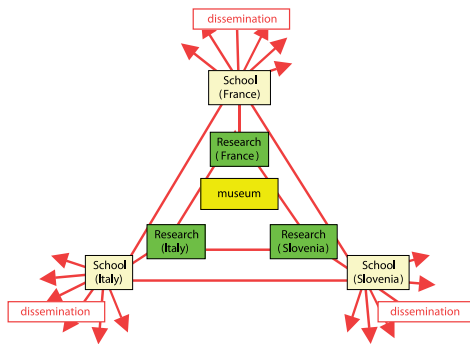 dissemination
School
(France)
Research
(France)
museum
Research
(Italy)
Research
(Slovenia)
School
(Italy)
School
(Slovenia)
dissemination
dissemination